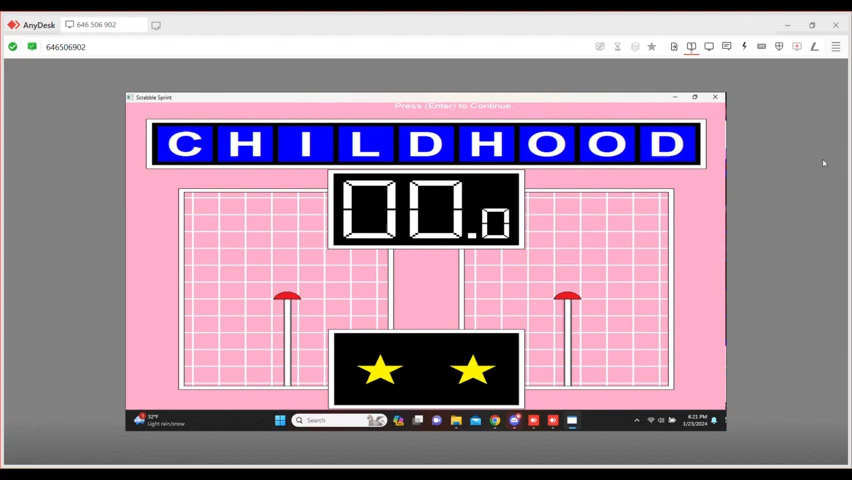 AnyDesk
646 506 902
646506902
Scrabble Sprint
Press (Enter) to Continue.
CHILDHOOD
00.0
32°F
Light rain/snow
Search
6:21 PM
1/23/2024